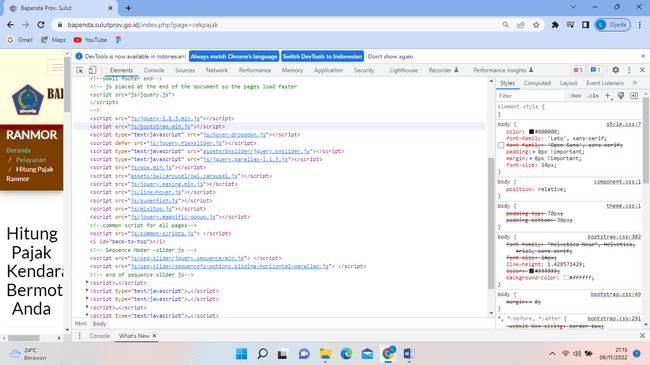 Bapenda Prov. Sulut
bapenda.sulutprov.go.id/index.php?page=cekpajak
Dijeda
Gmail Maps YouTube
RANMOR
Beranda
/ Pelayanan
/ Hitung Pajak
Ranmor
Hitung
Pajak
Kendara
Bermot
Anda
DevTools is now available in Indonesian! Always match Chrome's language Switch DevTools to Indonesian Don't show again
Elements Console Sources Network Performance Memory Application Security Lighthouse Recorder Performance insights 5 1
<!--small footer end-->
<!-- js placed at the end of the document so the pages load faster
<script src="js/jquery.js">
</script>
-->
<script src="js/jquery-1.8.3.min.js"></script>
<script src="js/bootstrap.min.js"></script>
<script type="text/javascript" src="js/hover-dropdown.js"></script>
<script defer src="js/jquery.flexslider.js"></script>
<script type="text/javascript" src="assets/bxslider/jquery.bxslider.js"></script>
<script type="text/javascript" src="js/jquery.parallax-1.1.3.js"></script>
<script src="js/wow.min.js"></script>
<script src="assets/owlcarousel/owl.carousel.js"></script>
<script src="js/jquery.easing.min.js"></script>
<script src="js/link-hover.js"></script>
<script src="js/superfish.js"></script>
<script src="js/mixitup.js"></script>
<script src="js/jquery.magnific-popup.js"></script>
<!--common script for all pages-->
<script src="js/common-scripts.js"> </script>
<i id="back-to-top"></i>
<!-- Sequence Moder -slider js -->
<script src="js/seq-slider/jquery.sequence-min.js"> </script>
<script src="js/seq-slider/sequencejs-options.sliding-horizontal-parallax.js"> </script>
<!-- end of sequence slider js-->
<script>…</script>
<script type="text/javascript">…</script>
<script type="text/javascript">…</script>
<script type="text/javascript">…</script>
html body
Console What's New
Styles Computed Layout Event Listeners
Filter :hov .cls
element.style {
}
body { style.css:7
color: #000000;
font-family: 'Lato', sans-serif;
font-family: 'Open Sans', sans-serif;
padding: 0px !important;
margin: 0px !important;
font-size: 14px;
}
body { component.css:1
position: relative;
}
body { theme.css:1
padding-top: 70px;
padding-bottom: 30px;
}
body { bootstrap.css:302
font-family: "Helvetica Neue", Helvetica,
Arial, sans-serif;
font-size: 14px;
line-height: 1.428571429;
color: #333333;
background-color: #ffffff;
}
body { bootstrap.css:49
margin: 0;
}
*, *:before, *:after { bootstrap.css:291
-webkit-box-sizing: border-box;
24°C
Berawan
21:15
06/11/2022